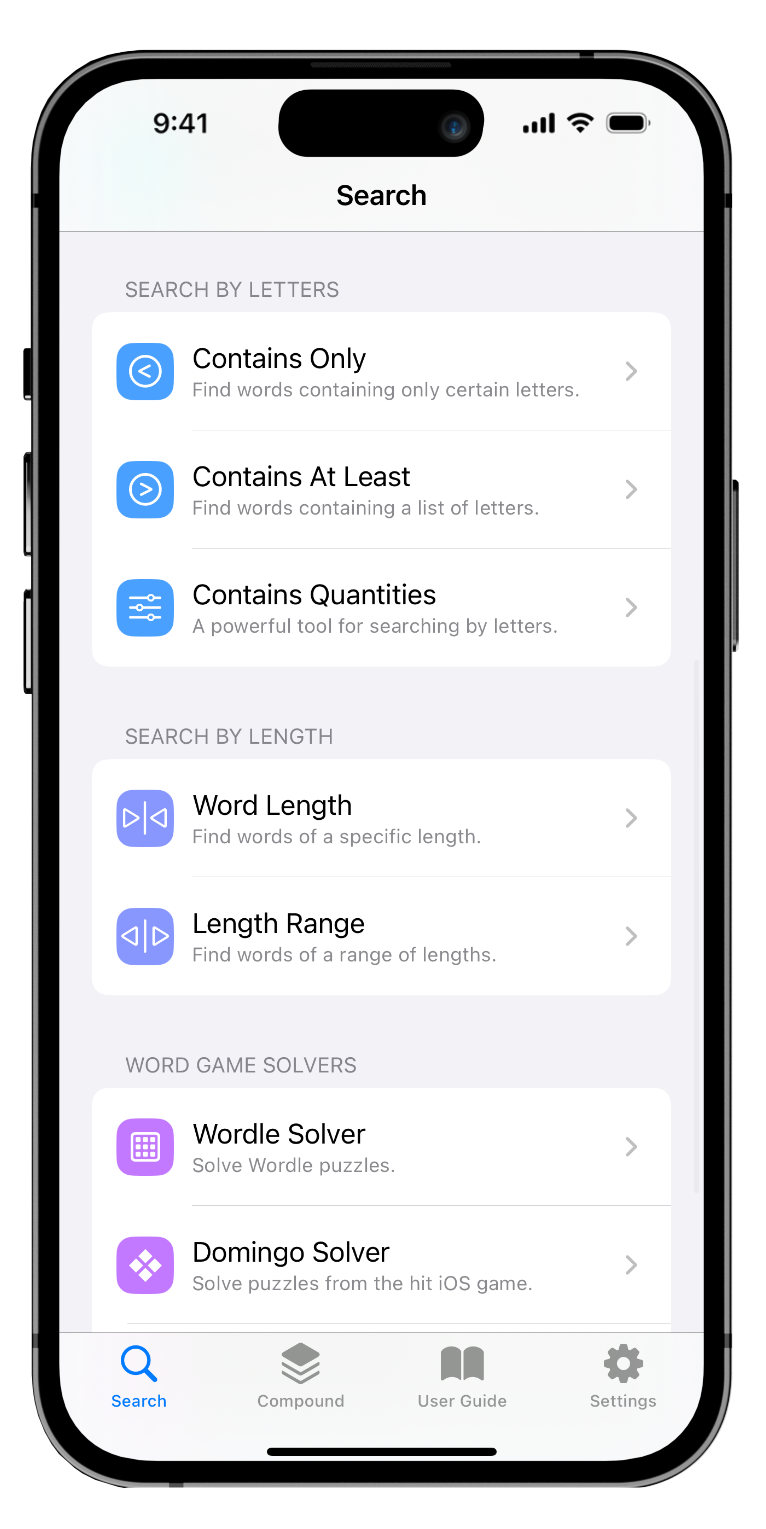 9:41
Search
SEARCH BY LETTERS
Contains Only
Find words containing only certain letters.
Contains At Least
Find words containing a list of letters.
Contains Quantities
A powerful tool for searching by letters.
SEARCH BY LENGTH
Word Length
Find words of a specific length.
Length Range
Find words of a range of lengths.
WORD GAME SOLVERS
Wordle Solver
Solve Wordle puzzles.
Domingo Solver
Solve puzzles from the hit iOS game.
Search Compound User Guide Settings